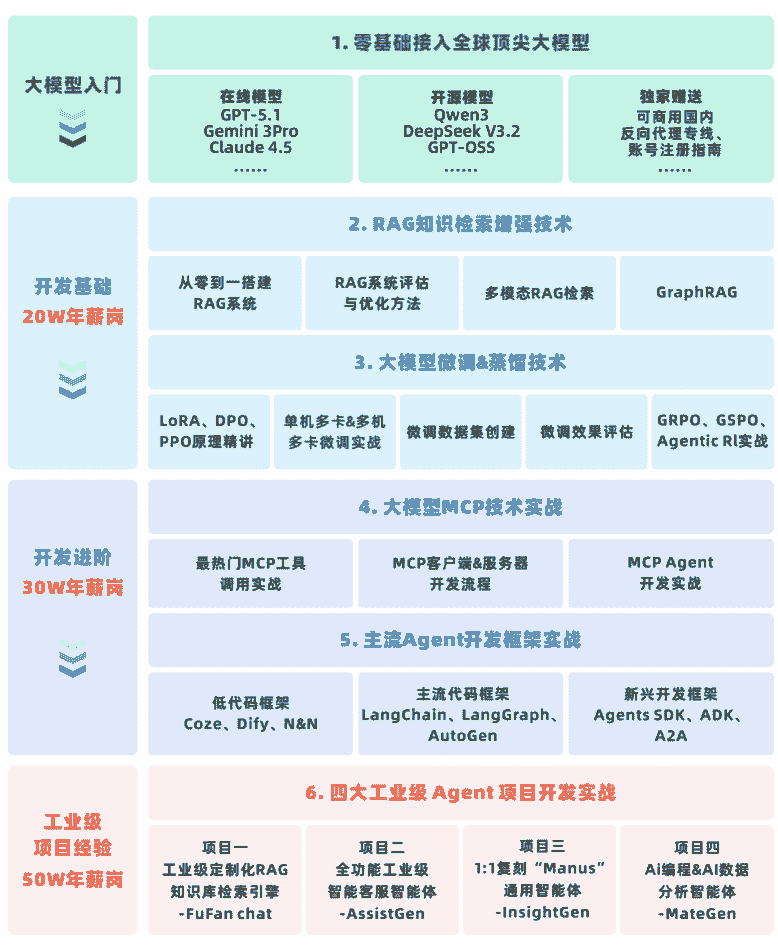 大模型入门
1. 零基础接入全球顶尖大模型
在线模型
GPT-5.1
Gemini 3Pro
Claude 4.5
……
开源模型
Qwen3
DeepSeek V3.2
GPT-OSS
……
独家赠送
可商用国内
反向代理专线、
账号注册指南
……
开发基础
20W年薪岗
2. RAG知识检索增强技术
从零到一搭建
RAG系统
RAG系统评估
与优化方法
多模态RAG检索
GraphRAG
3. 大模型微调&蒸馏技术
LoRA、DPO、
PPO原理精讲
单机多卡&多机
多卡微调实战
微调数据集创建
微调效果评估
GRPO、GSPO、
Agentic Rl实战
开发进阶
30W年薪岗
4. 大模型MCP技术实战
最热门MCP工具
调用实战
MCP客户端&服务器
开发流程
MCP Agent
开发实战
5. 主流Agent开发框架实战
低代码框架
Coze、Dify、N&N
主流代码框架
LangChain、LangGraph、
AutoGen
新兴开发框架
Agents SDK、ADK、
A2A
工业级
项目经验
50W年薪岗
6. 四大工业级 Agent 项目开发实战
项目一
工业级定制化RAG
知识库检索引擎
-FuFan chat
项目二
全功能工业级
智能客服智能体
-AssistGen
项目三
1:1复刻“Manus”
通用智能体
-InsightGen
项目四
Ai编程&AI数据
分析智能体
-MateGen